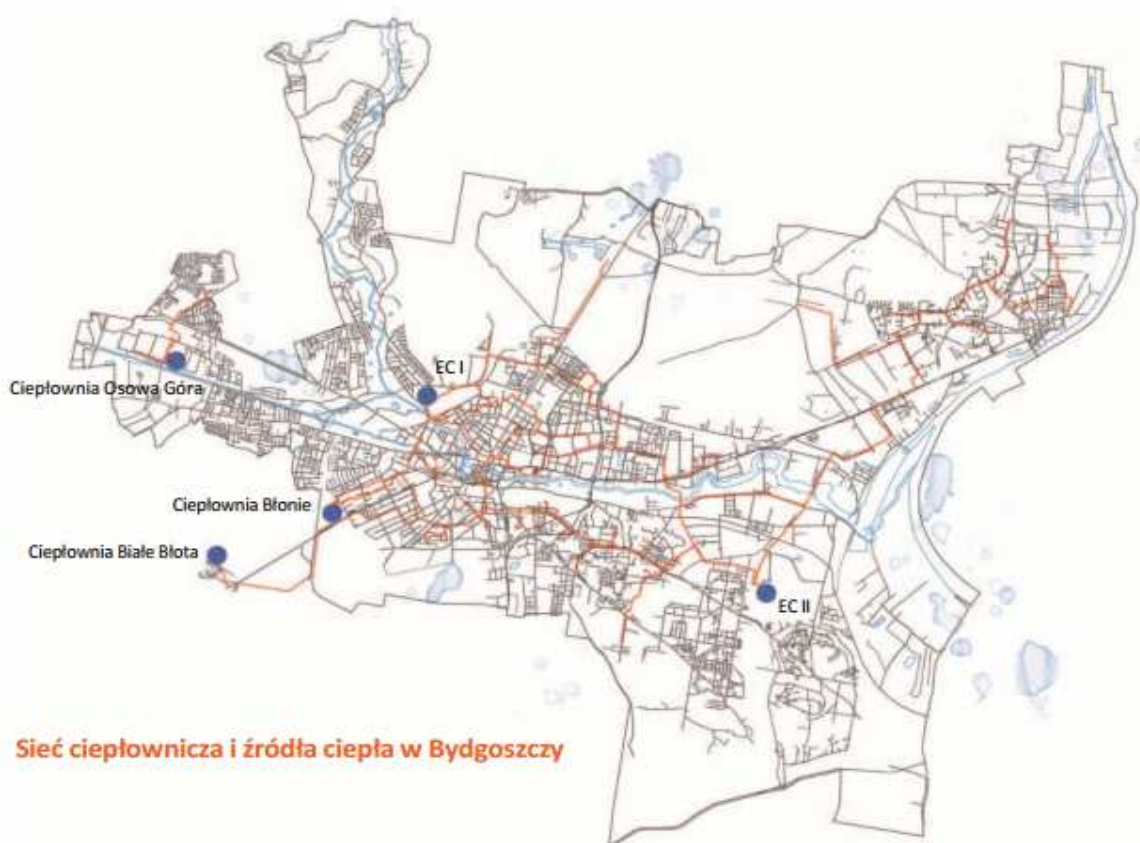 EC I
Ciepłownia Osowa Góra
Ciepłownia Błonie
Ciepłownia Białe Błota
EC II
Sieć ciepłownicza i źródła ciepła w Bydgoszczy